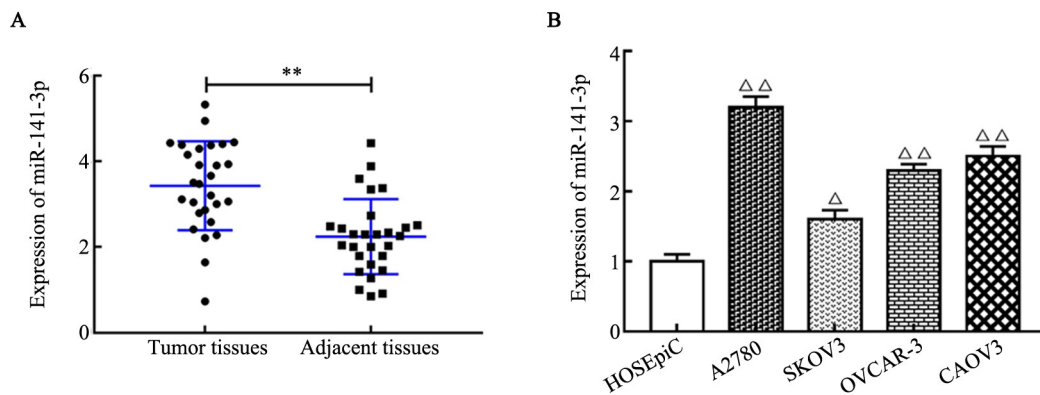 A
Expression of miR-141-3p
6
4
2
0
**
Tumor tissues
Adjacent tissues
B
Expression of miR-141-3p
4
3
2
1
0
△△
△
△△
△△
HOSEpiC
A2780
SKOV3
OVCAR-3
CAOV3